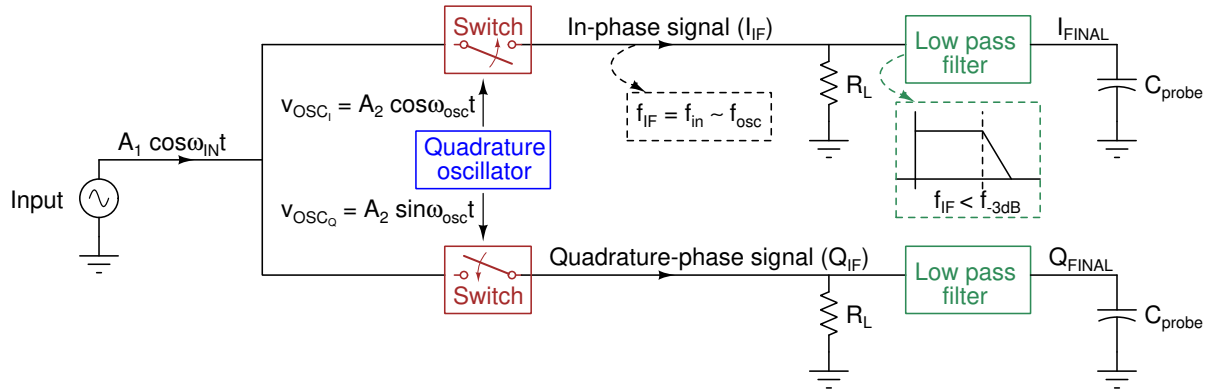 Switch
In-phase signal (I_IF)
Low pass
filter
I_FINAL
R_L
C_probe
v_OSC_I = A_2 cosω_osc t
f_IF = f_in ~ f_osc
A_1 cosω_IN t
Quadrature
oscillator
Input
f_IF < f_-3dB
v_OSC_Q = A_2 sinω_osc t
Switch
Quadrature-phase signal (Q_IF)
Low pass
filter
Q_FINAL
R_L
C_probe